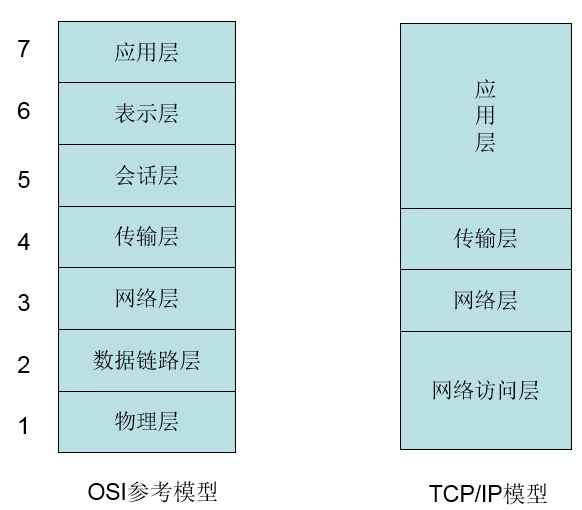 7
应用层
6
表示层
5
会话层
4
传输层
3
网络层
2
数据链路层
1
物理层
OSI参考模型
应
用
层
传输层
网络层
网络访问层
TCP/IP模型